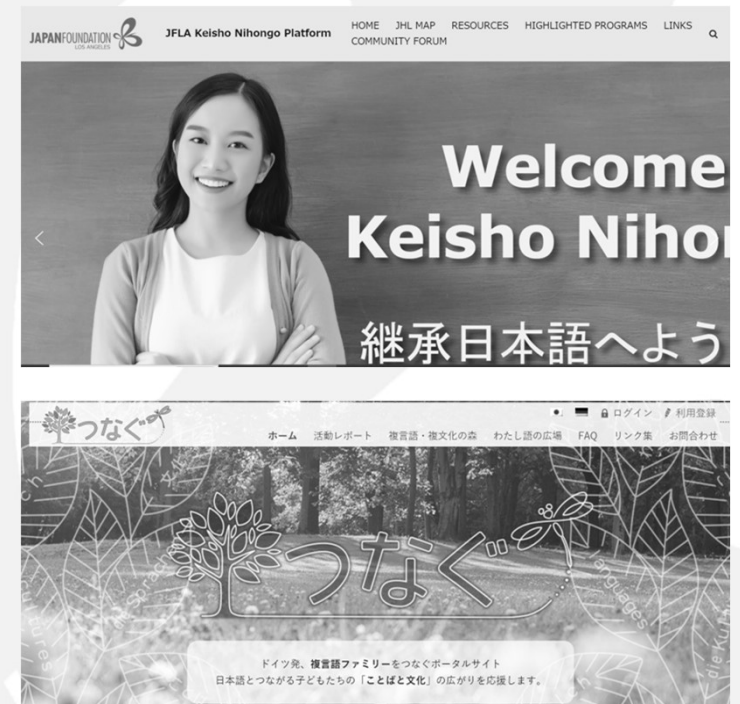 JAPANFOUNDATION
LOS ANGELES
JFLA Keisho Nihongo Platform
HOME JHL MAP RESOURCES HIGHLIGHTED PROGRAMS LINKS
COMMUNITY FORUM
Welcome
Keisho Niho
継承日本語へよう
つなぐ
ログイン 利用登録
ホーム 活動レポート 複言語・複文化の森 わたし語の広場 FAQ リンク集 お問合わせ
つなぐ
Languages
ドイツ発、複言語ファミリーをつなぐポータルサイト
日本語とつながる子どもたちの「ことばと文化」の広がりを応援します。